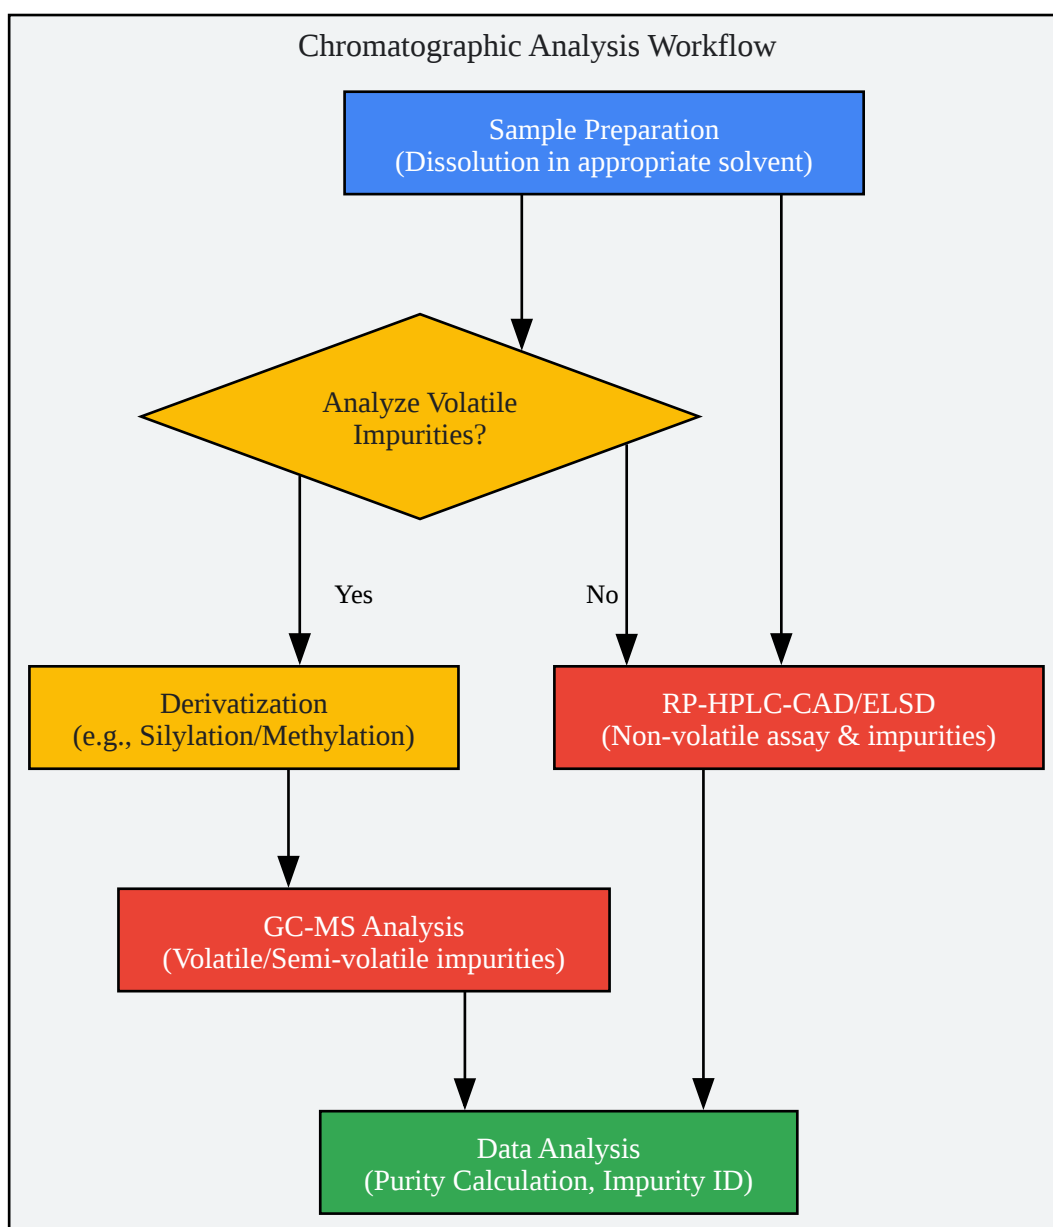 Chromatographic Analysis Workflow
Sample Preparation
(Dissolution in appropriate solvent)
Analyze Volatile
Impurities?
Yes
No
Derivatization
(e.g., Silylation/Methylation)
RP-HPLC-CAD/ELSD
(Non-volatile assay & impurities)
GC-MS Analysis
(Volatile/Semi-volatile impurities)
Data Analysis
(Purity Calculation, Impurity ID)